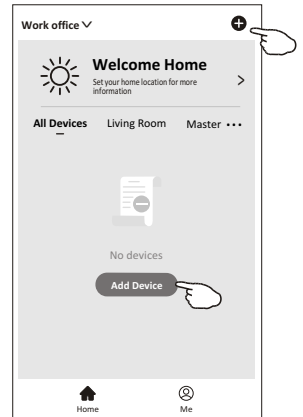 Work office
Welcome Home
Set your home location for more
information
All Devices Living Room Master
No devices
Add Device
Home Me